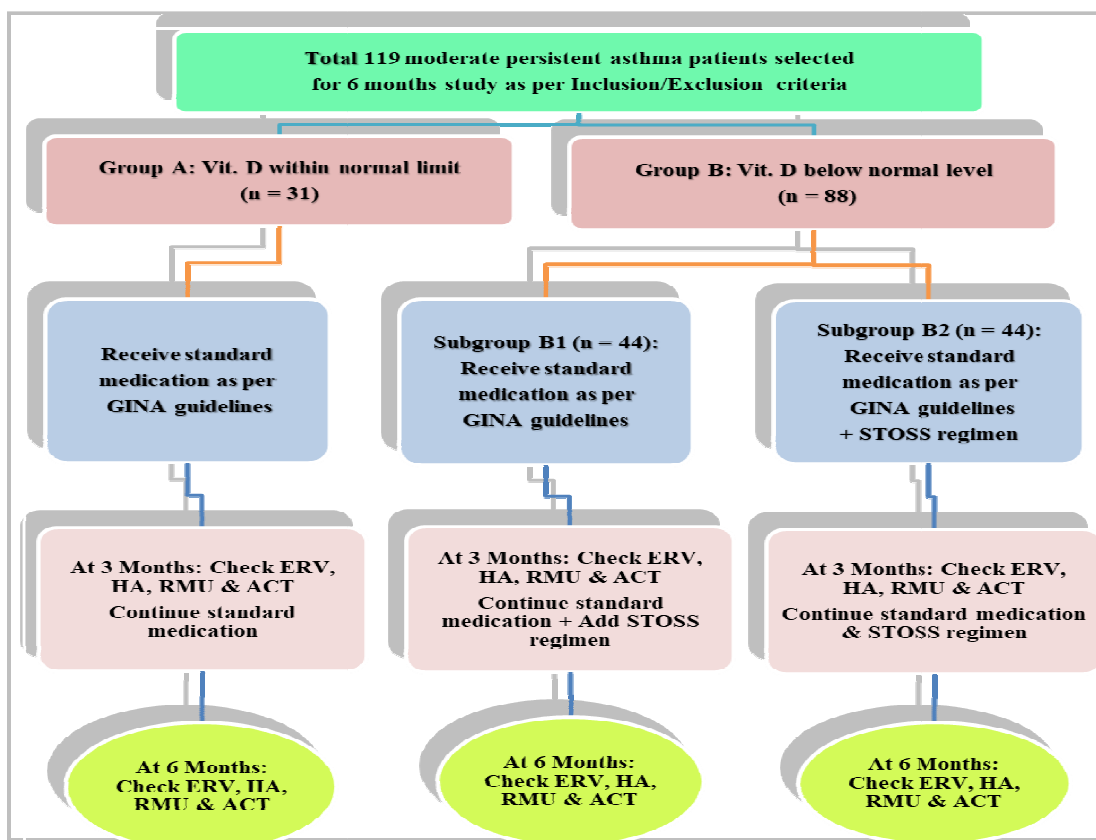 Total 119 moderate persistent asthma patients selected
for 6 months study as per Inclusion/Exclusion criteria
Group A: Vit. D within normal limit
(n = 31)
Group B: Vit. D below normal level
(n = 88)
Receive standard
medication as per
GINA guidelines
Subgroup B1 (n = 44):
Receive standard
medication as per
GINA guidelines
Subgroup B2 (n = 44):
Receive standard
medication as per
GINA guidelines
+ STOSS regimen
At 3 Months: Check ERV,
HA, RMU & ACT
Continue standard
medication
At 3 Months: Check ERV,
HA, RMU & ACT
Continue standard
medication + Add STOSS
regimen
At 3 Months: Check ERV,
HA, RMU & ACT
Continue standard medication
& STOSS regimen
At 6 Months:
Check ERV, HA,
RMU & ACT
At 6 Months:
Check ERV, HA,
RMU & ACT
At 6 Months:
Check ERV, HA,
RMU & ACT